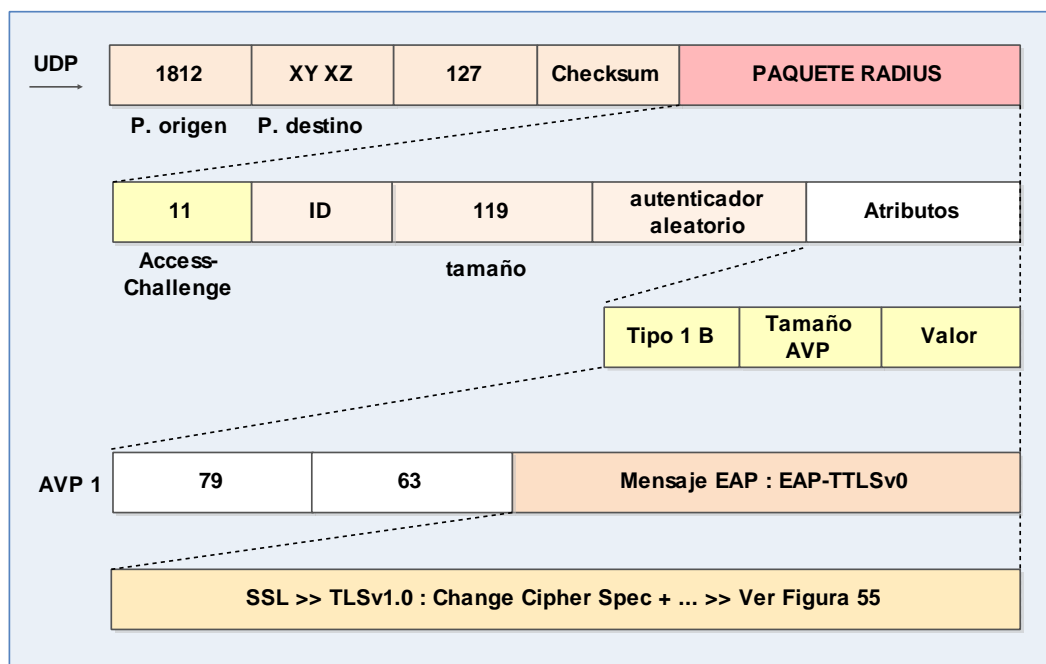 UDP
1812
XY XZ
127
Checksum
PAQUETE RADIUS
P. origen
P. destino
11
ID
119
autenticador
aleatorio
Atributos
Access-
Challenge
tamaño
Tipo 1 B
Tamaño
AVP
Valor
AVP 1
79
63
Mensaje EAP : EAP-TTLSv0
SSL >> TLSv1.0 : Change Cipher Spec + ... >> Ver Figura 55